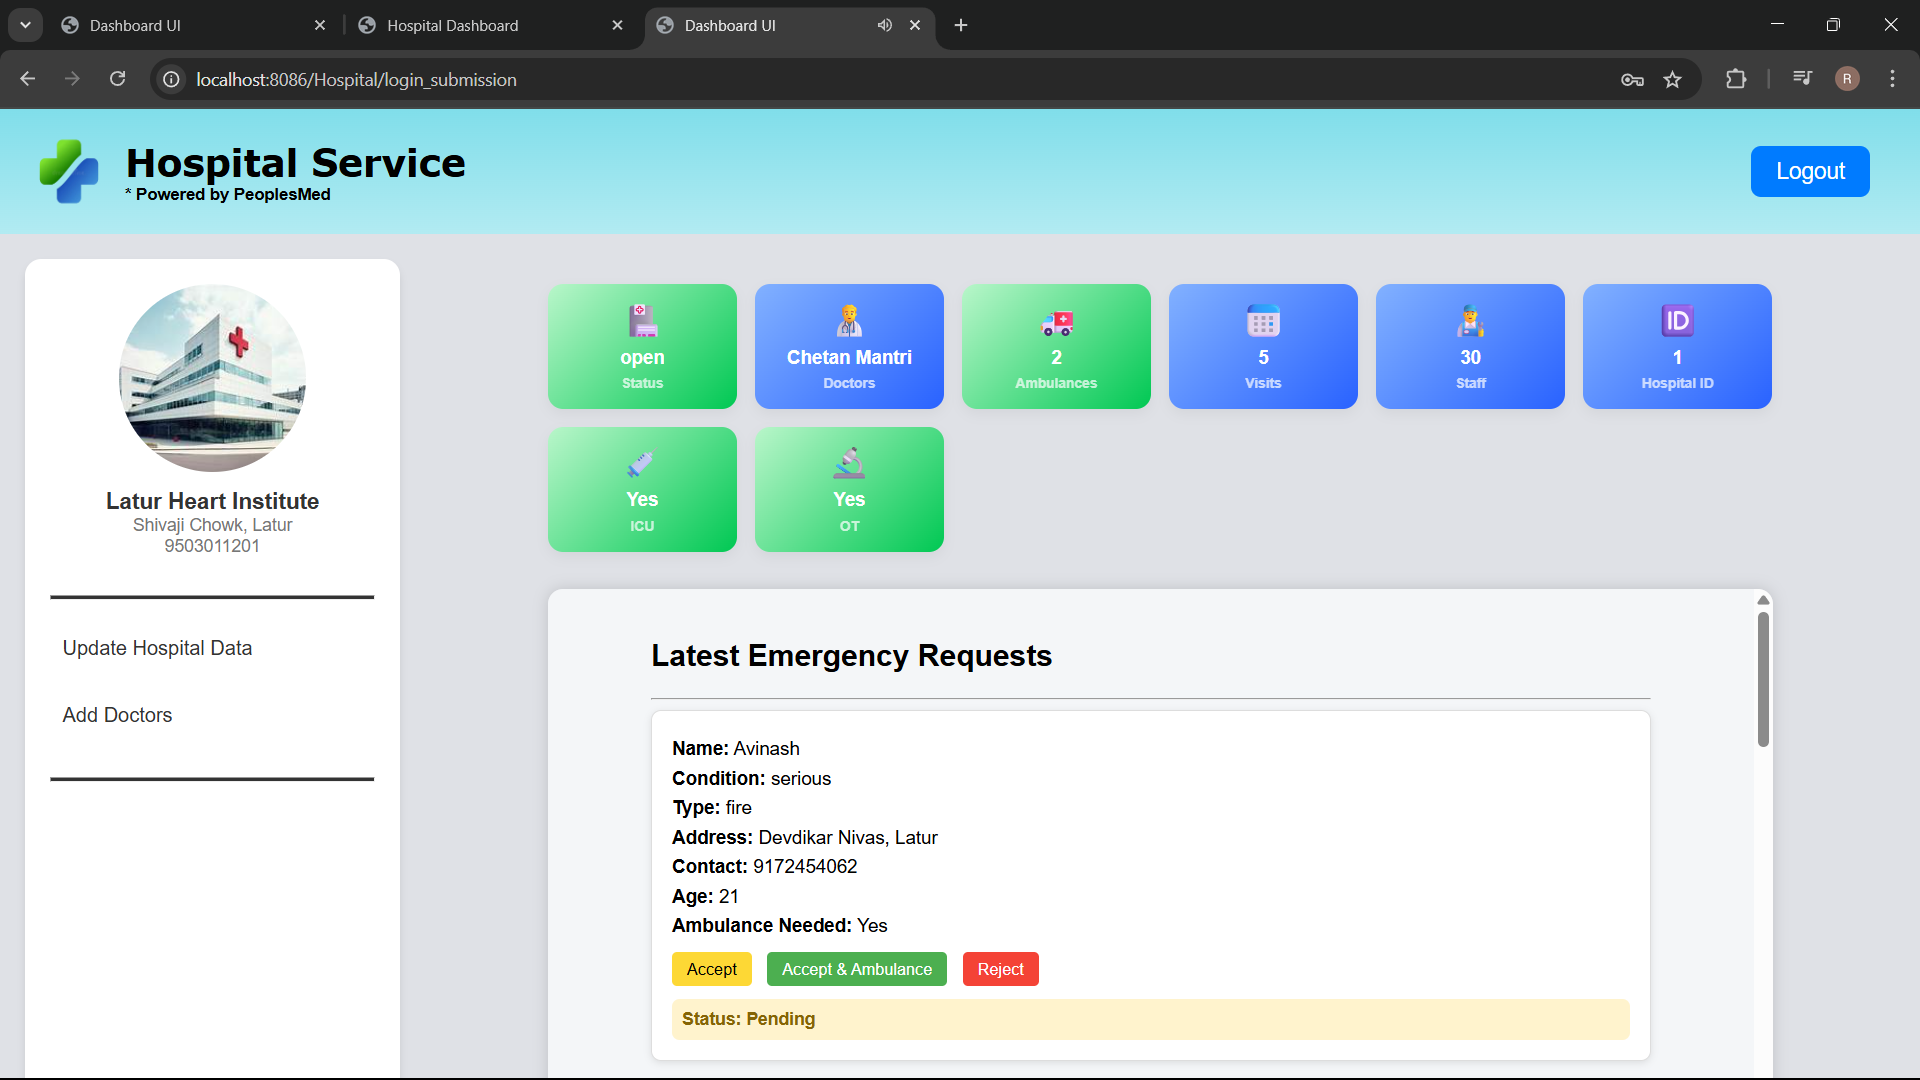 Dashboard UI
Hospital Dashboard
Dashboard UI
localhost:8086/Hospital/login_submission
R
Hospital Service
* Powered by PeoplesMed
Logout
Latur Heart Institute
Shivaji Chowk, Latur
9503011201
Update Hospital Data
Add Doctors
open
Status
Chetan Mantri
Doctors
2
Ambulances
5
Visits
30
Staff
ID
1
Hospital ID
Yes
ICU
Yes
OT
Latest Emergency Requests
Name: Avinash
Condition: serious
Type: fire
Address: Devdikar Nivas, Latur
Contact: 9172454062
Age: 21
Ambulance Needed: Yes
Accept Accept & Ambulance Reject
Status: Pending